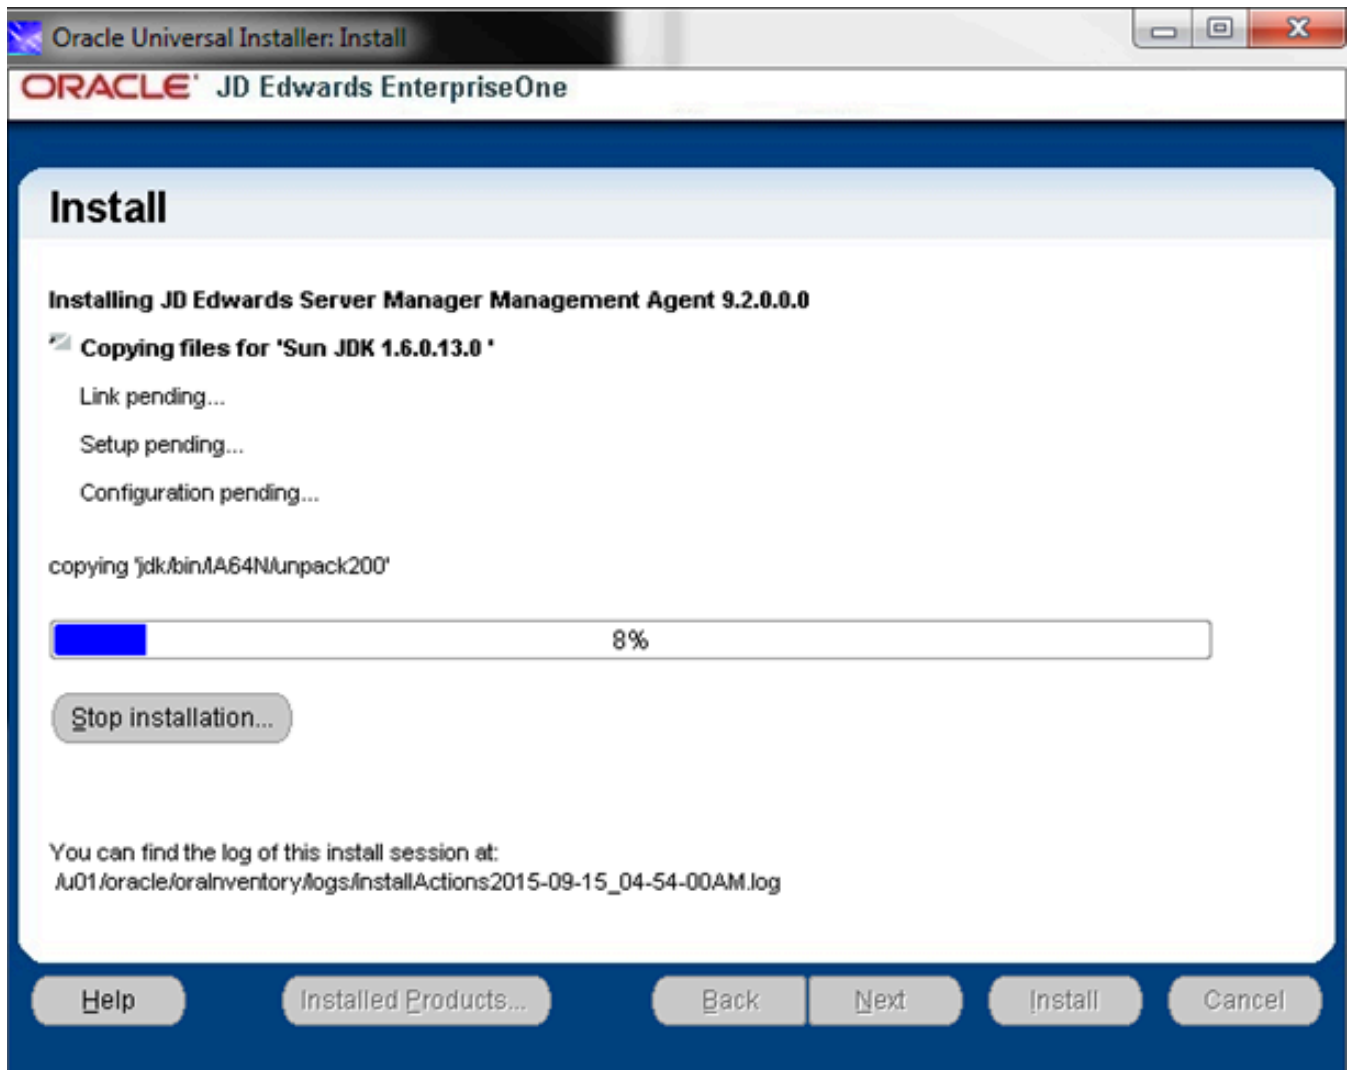 Oracle Universal Installer: Install
ORACLE' JD Edwards EnterpriseOne
Install
Installing JD Edwards Server Manager Management Agent 9.2.0.0.0
Copying files for 'Sun JDK 1.6.0.13.0 '
Link pending...
Setup pending...
Configuration pending...
copying 'jdk/bin/IA64N/unpack200'
8%
Stop installation...
You can find the log of this install session at:
/u01/oracle/oraInventory/logs/installActions2015-09-15_04-54-00AM.log
Help Installed Products... Back Next Install Cancel